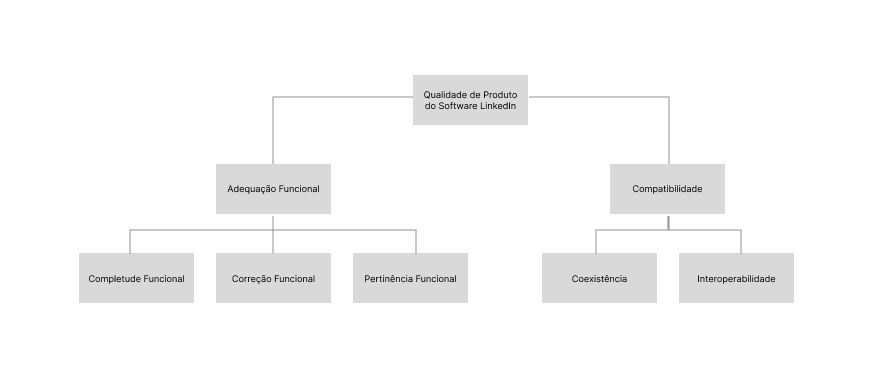 Qualidade de Produto
do Software LinkedIn
Adequação Funcional
Compatibilidade
Completude Funcional
Correção Funcional
Pertinência Funcional
Coexistência
Interoperabilidade